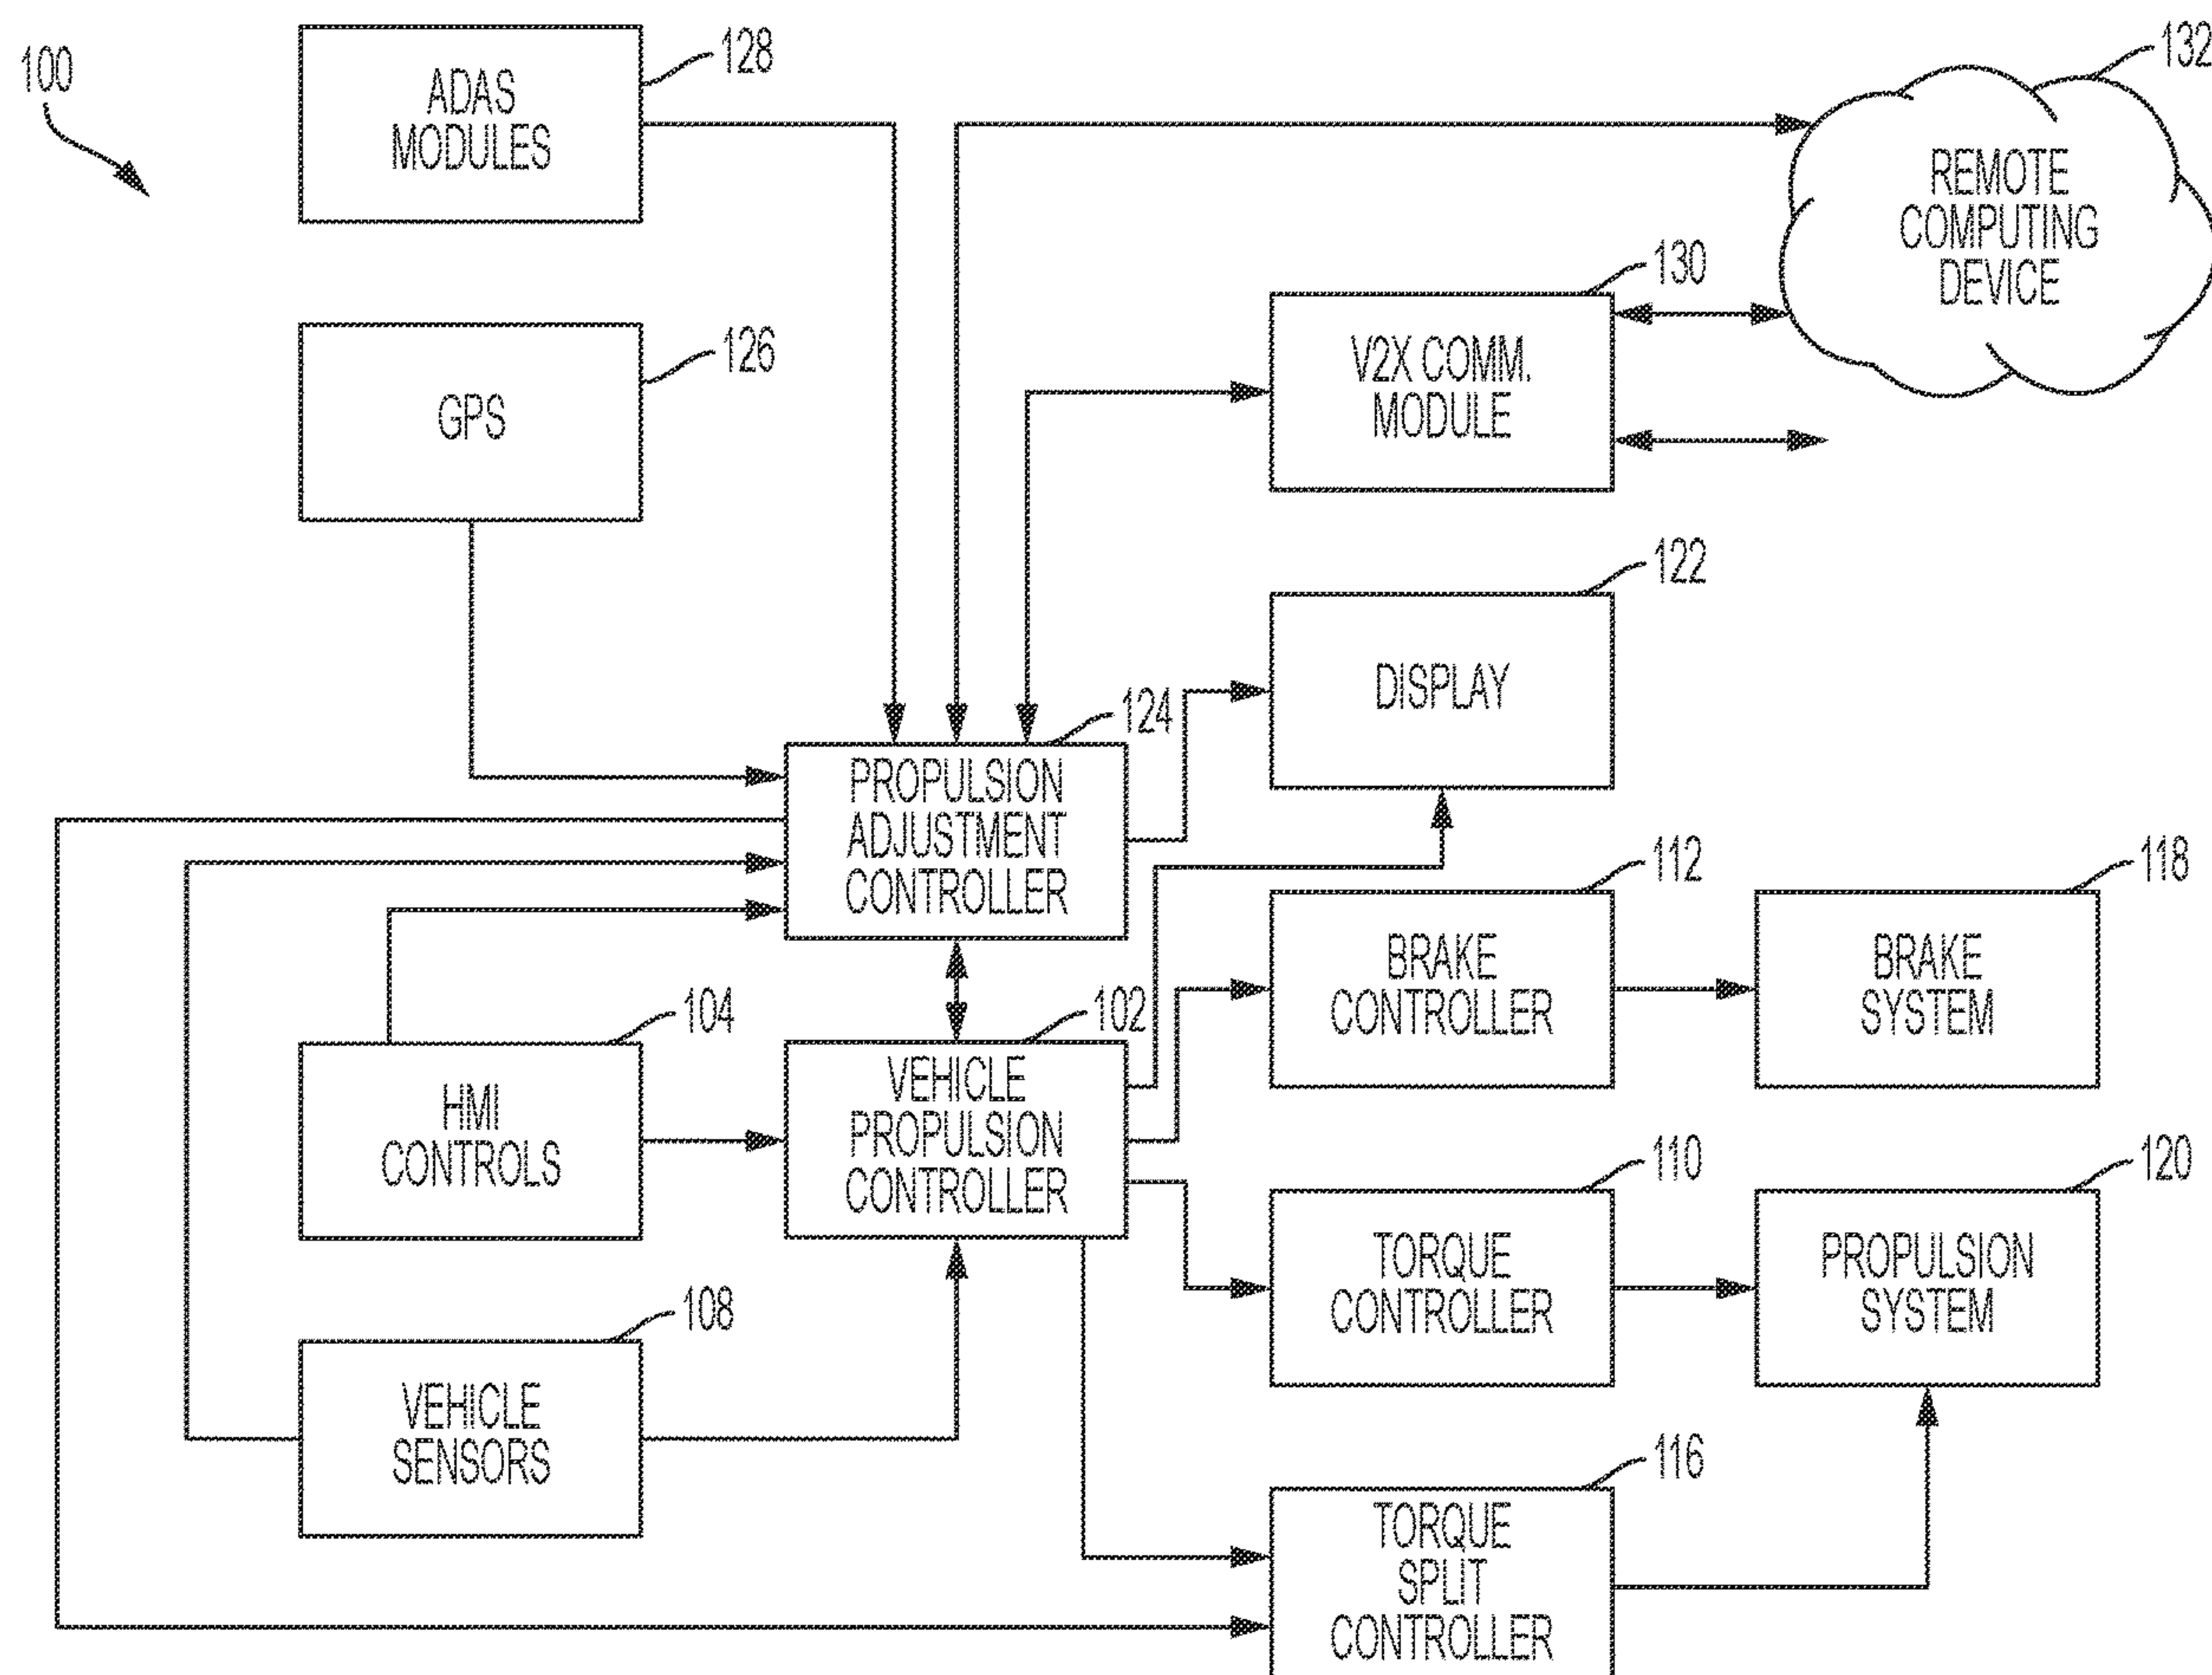 100
128
ADAS
MODULES
132
REMOTE
COMPUTING
DEVICE
126
GPS
130
V2X COMM.
MODULE
122
DISPLAY
124
PROPULSION
ADJUSTMENT
CONTROLLER
112
BRAKE
CONTROLLER
118
BRAKE
SYSTEM
104
HMI
CONTROLS
102
VEHICLE
PROPULSION
CONTROLLER
110
TORQUE
CONTROLLER
120
PROPULSION
SYSTEM
108
VEHICLE
SENSORS
116
TORQUE
SPLIT
CONTROLLER